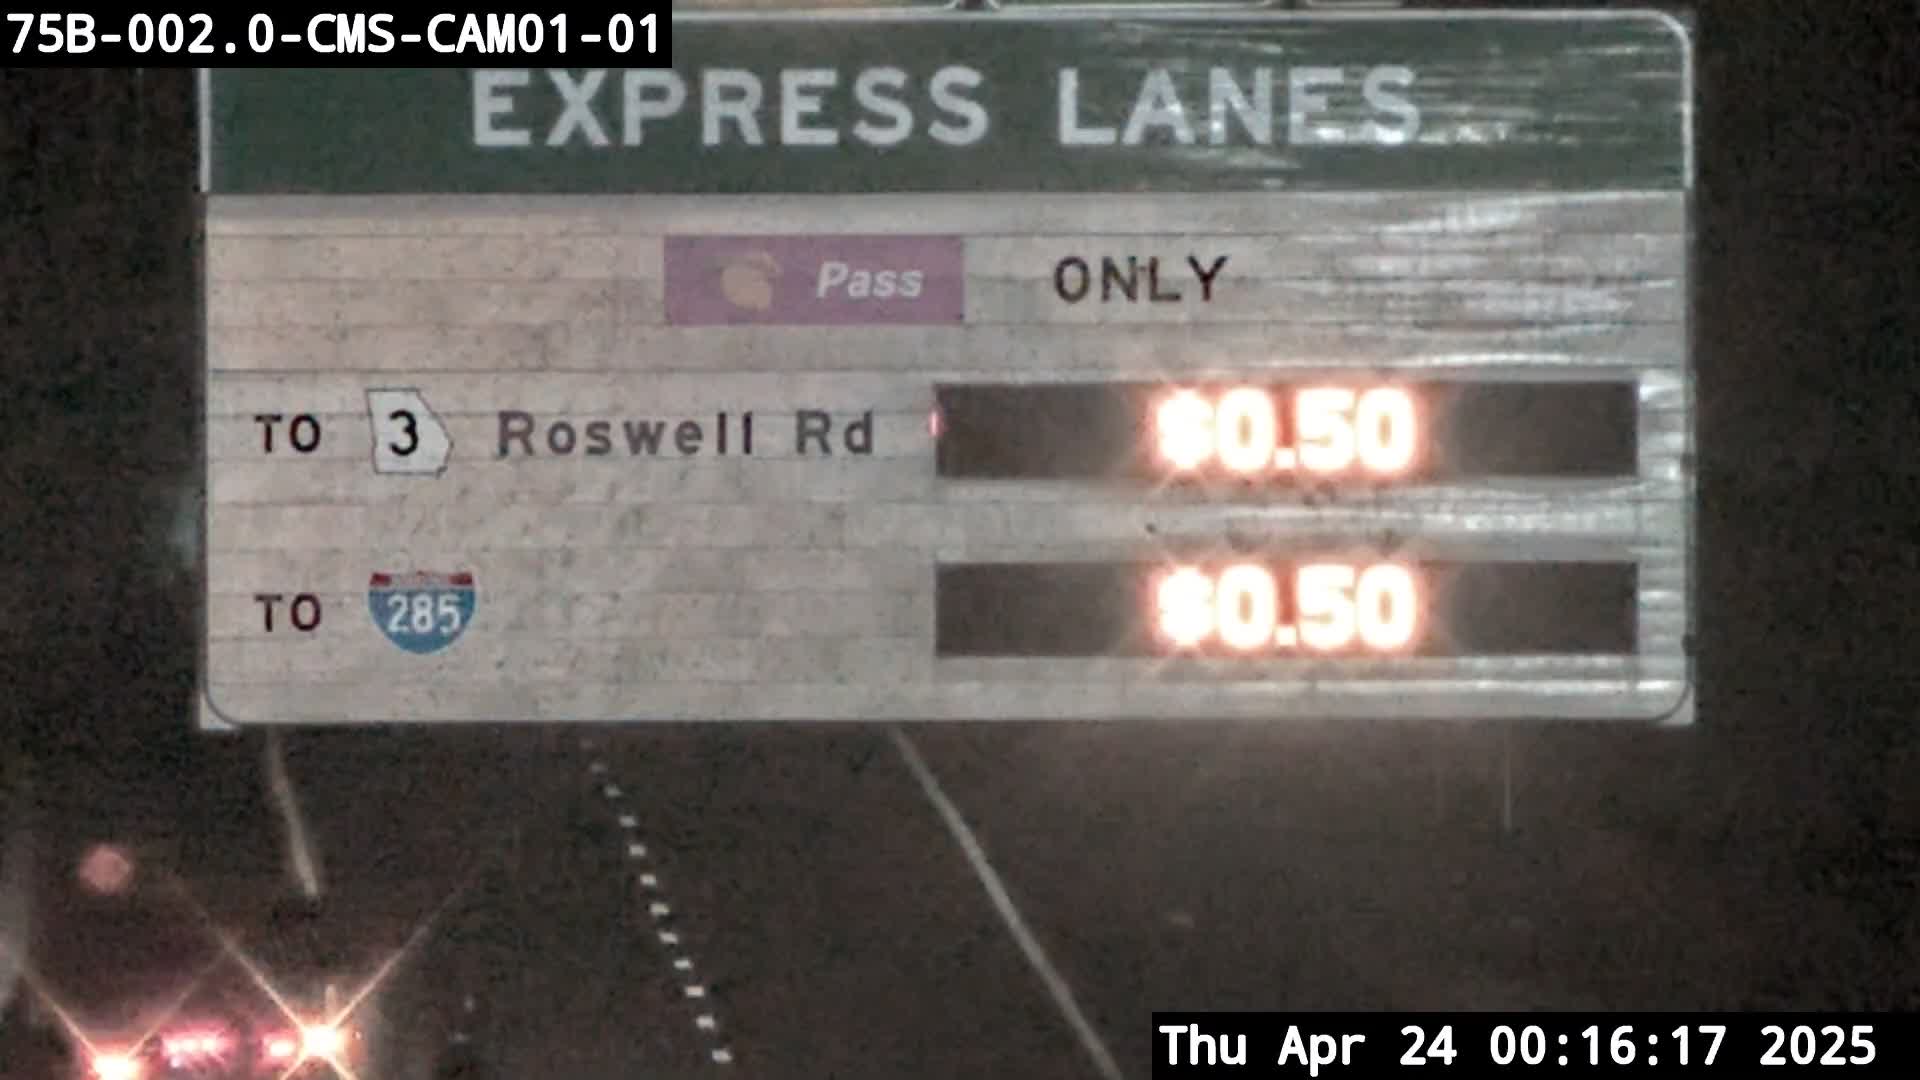 75B-002.0-CMS-CAM01-01
EXPRESS LANES
Pass ONLY
TO 3 Roswell Rd $0.50
TO 285 $0.50
Thu Apr 24 00:16:17 2025